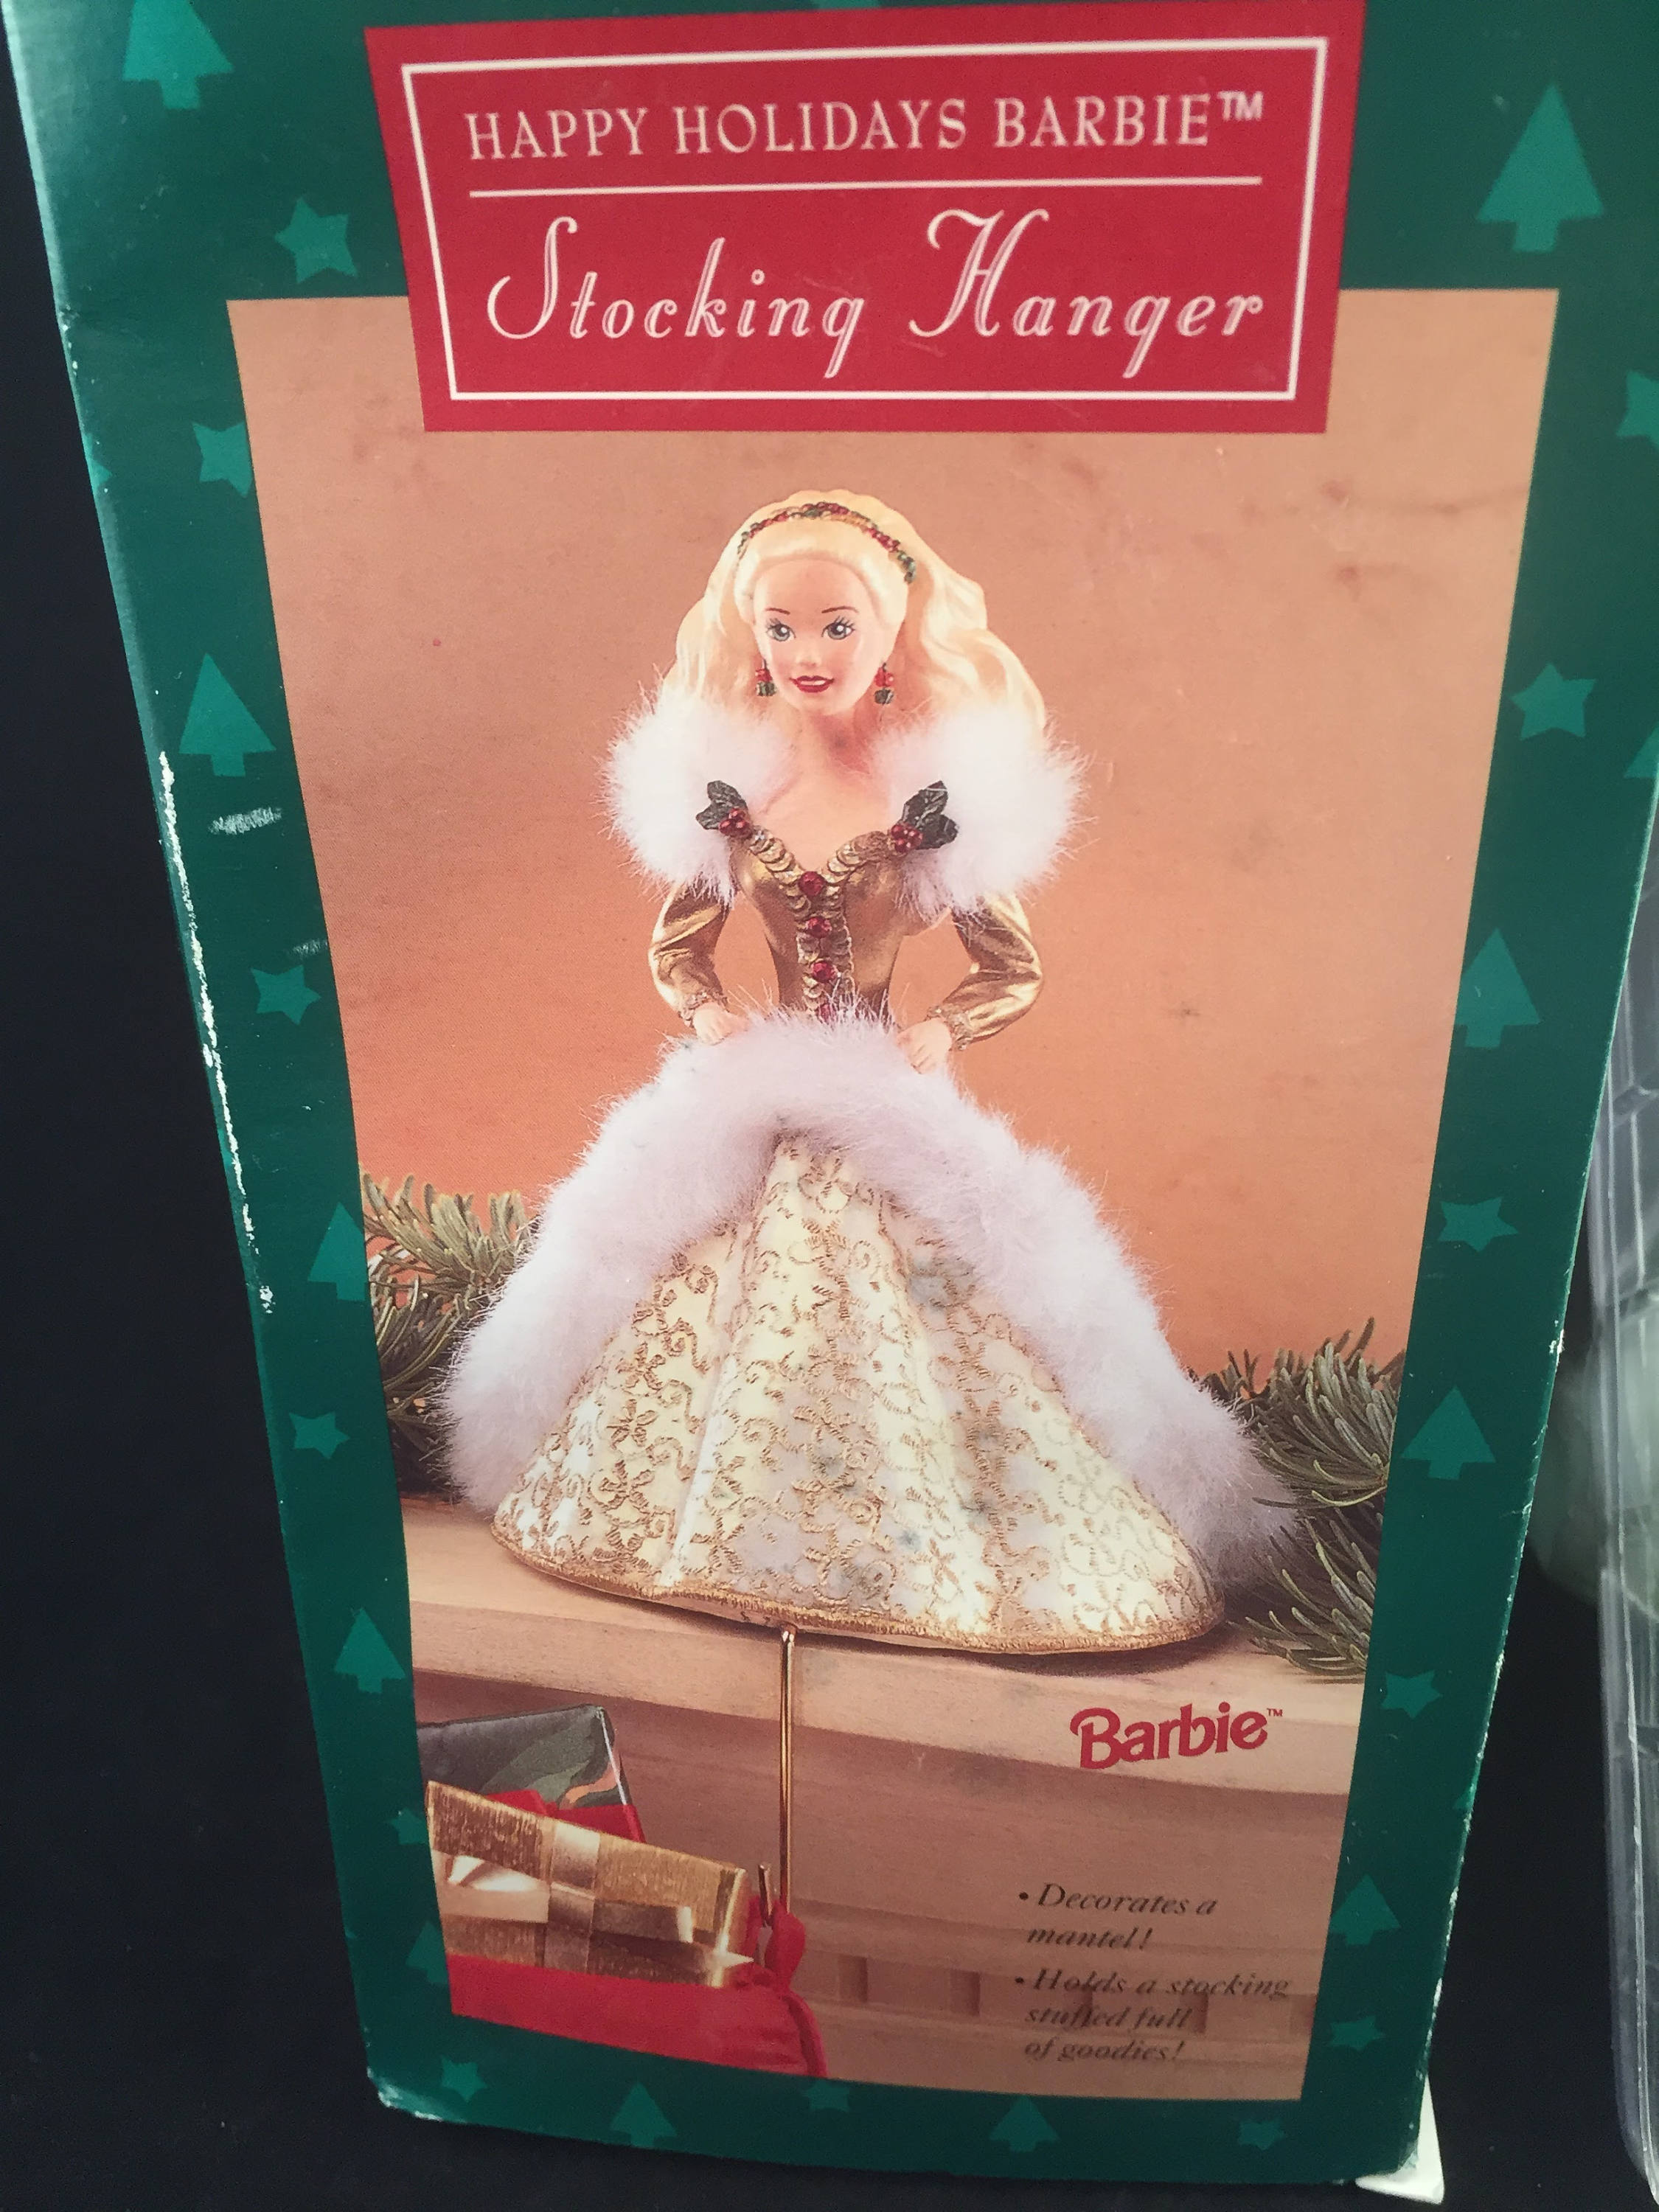 HAPPY HOLIDAYS BARBIE™
Stocking Hanger
Barbie™
• Decorates a
mantel!
• Holds a stocking
stuffed full
of goodies!